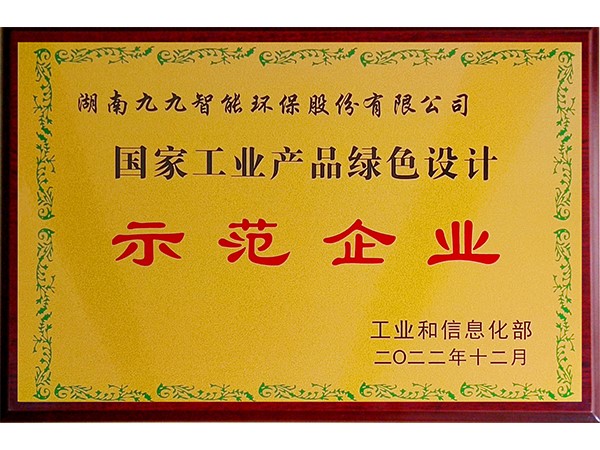 湖南九九智能环保股份有限公司
国家工业产品绿色设计
示范企业
工业和信息化部
二〇二二年十二月